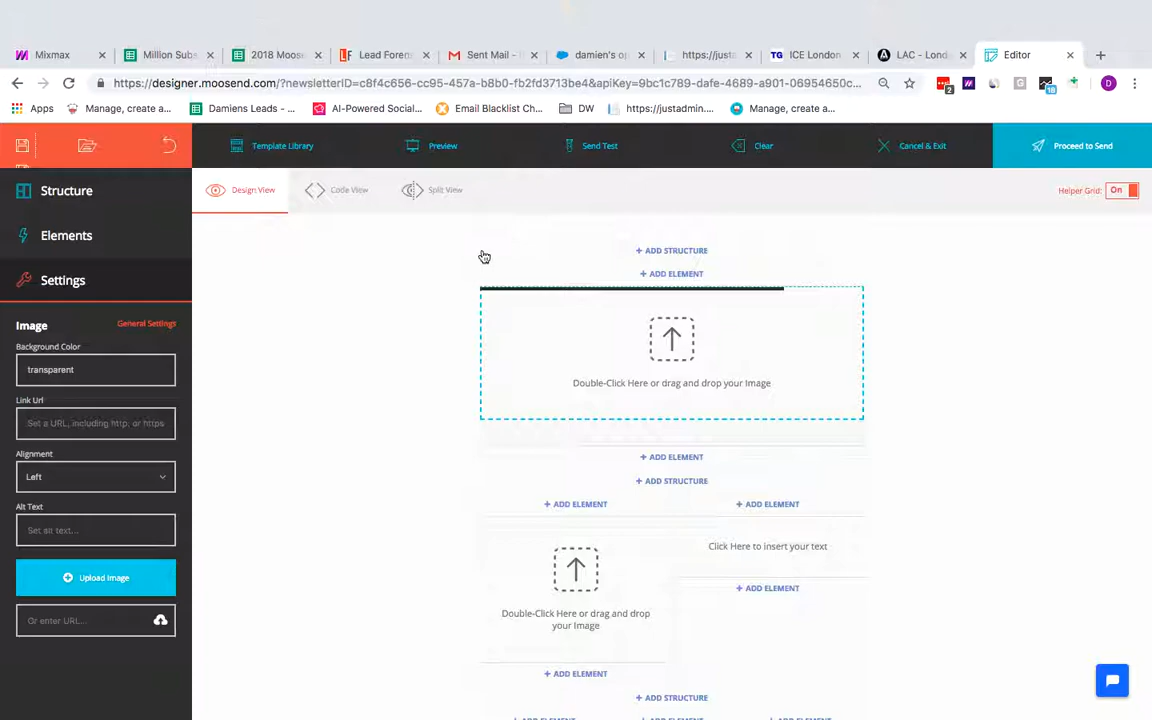 Mixmax
Million Subs
2018 Moose
Lead Foren
Sent Mail -
damien's op
https://justa
ICE London
LAC - Lond
Editor
https://designer.moosend.com/?newsletterID=c8f4c656-cc95-457a-b8b0-fb2fd3713be4&apiKey=9bc1c789-dafe-4689-a901-06954650c...
2
18
D
Apps
Manage, create a...
Damiens Leads - ...
AI-Powered Social...
Email Blacklist Ch...
DW
https://justadmin....
Manage, create a...
Template Library
Preview
Send Test
Clear
Cancel & Exit
Proceed to Send
Structure
Design View
Code View
Split View
Helper Grid:
On
Elements
+ ADD STRUCTURE
+ ADD ELEMENT
Settings
Image
General Settings
Background Color
transparent
Double-Click Here or drag and drop your Image
Link Url
Set a URL, including http, or https
Alignment
Left
+ ADD ELEMENT
+ ADD STRUCTURE
Alt Text
Set alt text...
+ ADD ELEMENT
+ ADD ELEMENT
Click Here to insert your text
Upload Image
+ ADD ELEMENT
Or enter URL...
Double-Click Here or drag and drop
your Image
+ ADD ELEMENT
+ ADD STRUCTURE